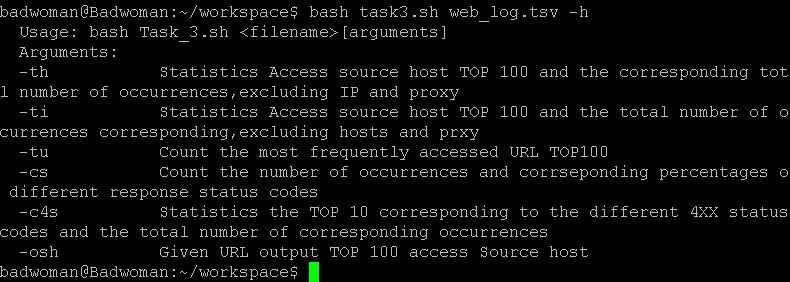 badwoman@Badwoman:~/workspace$ bash task3.sh web_log.tsv -h
  Usage: bash Task_3.sh <filename>[arguments]
  Arguments:
  -th           Statistics Access source host TOP 100 and the corresponding tot
l number of occurrences,excluding IP and proxy
  -ti           Statistics Access source host TOP 100 and the total number of o
currences corresponding,excluding hosts and prxy
  -tu           Count the most frequently accessed URL TOP100
  -cs           Count the number of occurrences and corrseponding percentages o
 different response status codes
  -c4s          Statistics the TOP 10 corresponding to the different 4XX status
codes and the total number of corresponding occurrences
  -osh          Given URL output TOP 100 access Source host
badwoman@Badwoman:~/workspace$